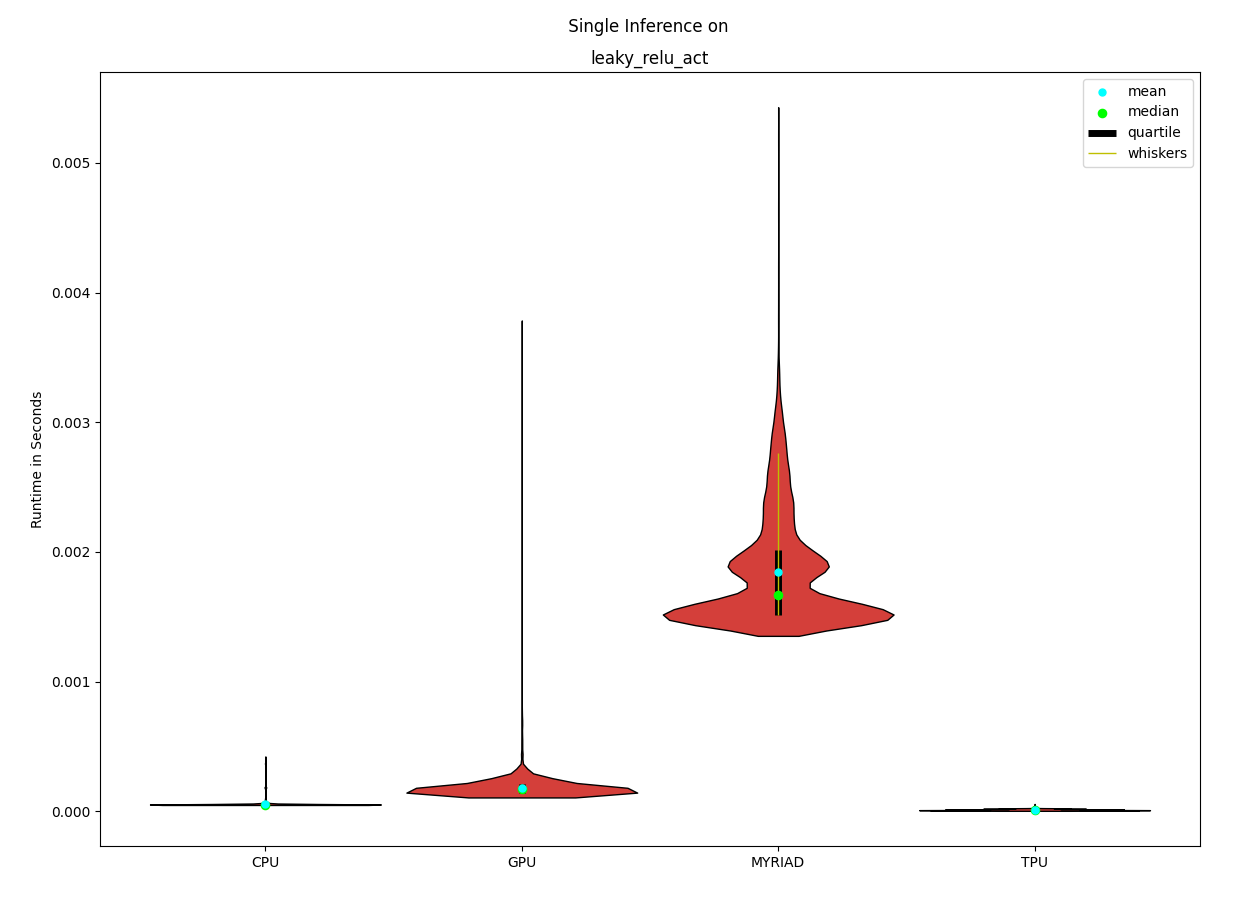 Single Inference on
leaky_relu_act
mean
median
quartile
whiskers
Runtime in Seconds
0.005
0.004
0.003
0.002
0.001
0.000
CPU
GPU
MYRIAD
TPU